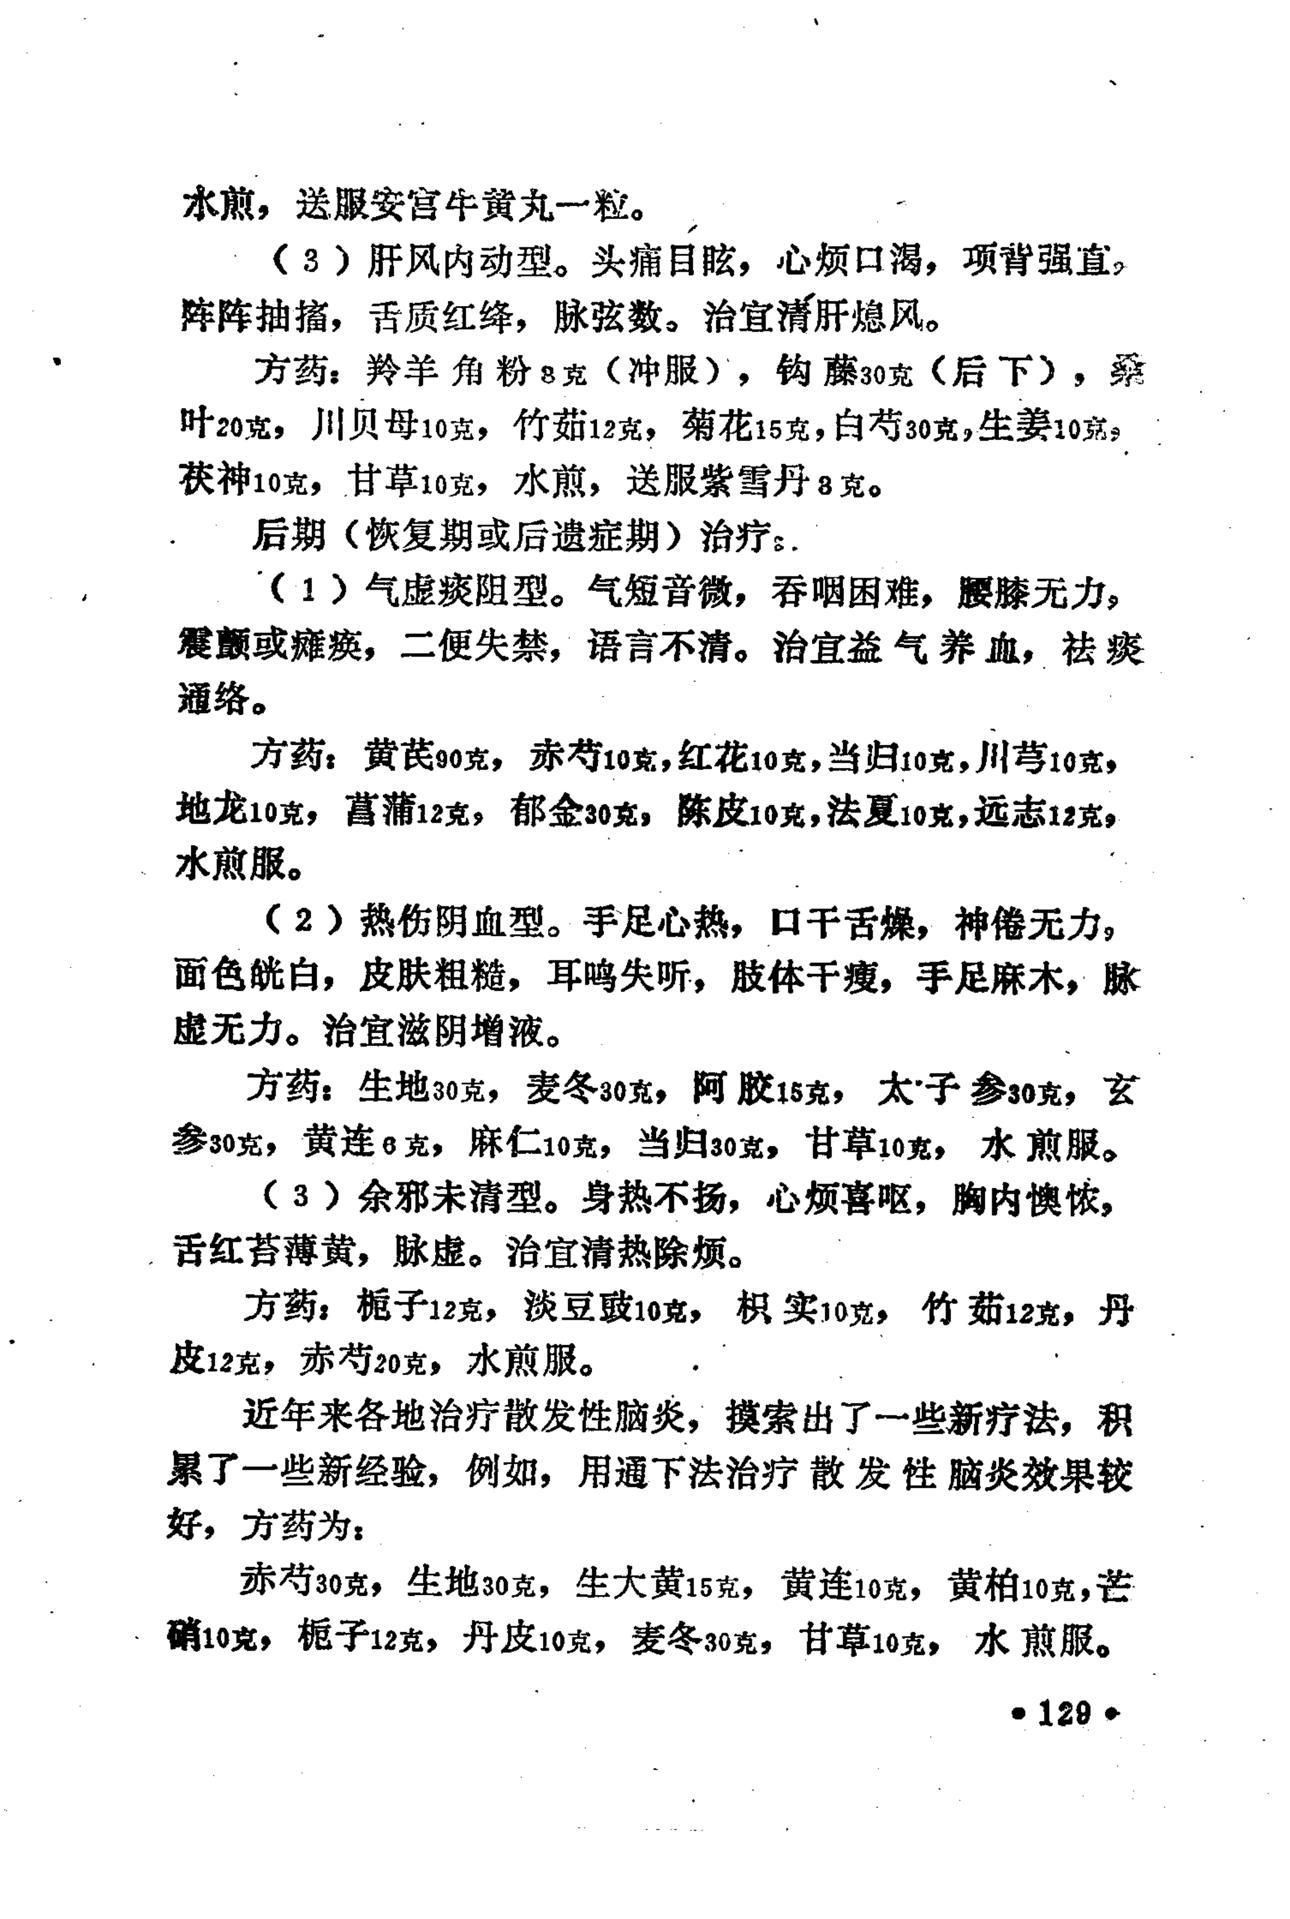 水煎，送服安宫牛黄丸一粒。
（3）肝风内动型。头痛目眩，心烦口渴，项背强直，
阵阵抽搐，舌质红绛，脉弦数。治宜清肝熄风。
方药：羚羊角粉8克（冲服），钩藤30克（后下），桑
叶20克，川贝母10克，竹茹12克，菊花15克，白芍30克，生姜10克，
茯神10克，甘草10克，水煎，送服紫雪丹8克。
后期（恢复期或后遗症期）治疗：
（1）气虚痰阻型。气短音微，吞咽困难，腰膝无力，
震颤或瘫痪，二便失禁，语言不清。治宜益气养血，祛痰
通络。
方药：黄芪90克，赤芍10克，红花10克，当归10克，川芎10克，
地龙10克，菖蒲12克，郁金30克，陈皮10克，法夏10克，远志12克，
水煎服。
（2）热伤阴血型。手足心热，口干舌燥，神倦无力，
面色㿠白，皮肤粗糙，耳鸣失听，肢体干瘦，手足麻木，脉
虚无力。治宜滋阴增液。
方药：生地30克，麦冬30克，阿胶15克，太子参30克，玄
参30克，黄连6克，麻仁10克，当归30克，甘草10克，水煎服。
（3）余邪未清型。身热不扬，心烦喜呕，胸内懊侬，
舌红苔薄黄，脉虚。治宜清热除烦。
方药：栀子12克，淡豆豉10克，枳实10克，竹茹12克，丹
皮12克，赤芍20克，水煎服。
近年来各地治疗散发性脑炎，摸索出了一些新疗法，积
累了一些新经验，例如，用通下法治疗散发性脑炎效果较
好，方药为：
赤芍30克，生地30克，生大黄15克，黄连10克，黄柏10克，芒
硝10克，栀子12克，丹皮10克，麦冬30克，甘草10克，水煎服。
•129•